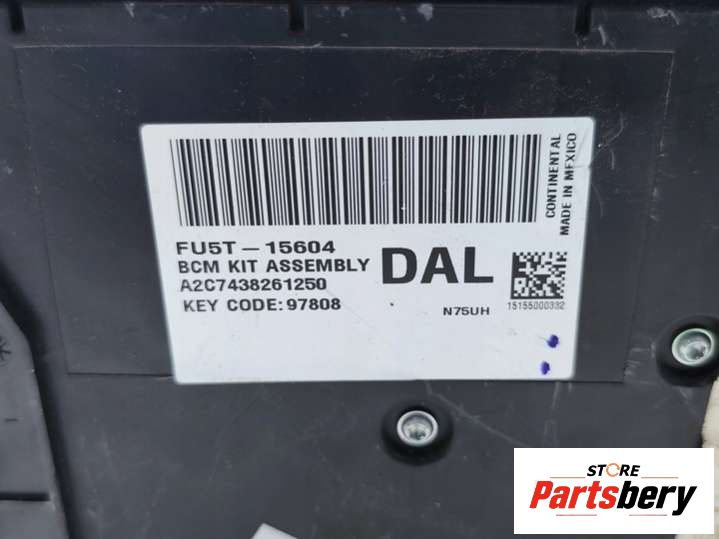 FU5T-15604
BCM KIT ASSEMBLY
A2C7438261250
KEY CODE: 97808
DAL
N75UH
15155000332
CONTINENTAL
MADE IN MEXICO
STORE
Partsbery